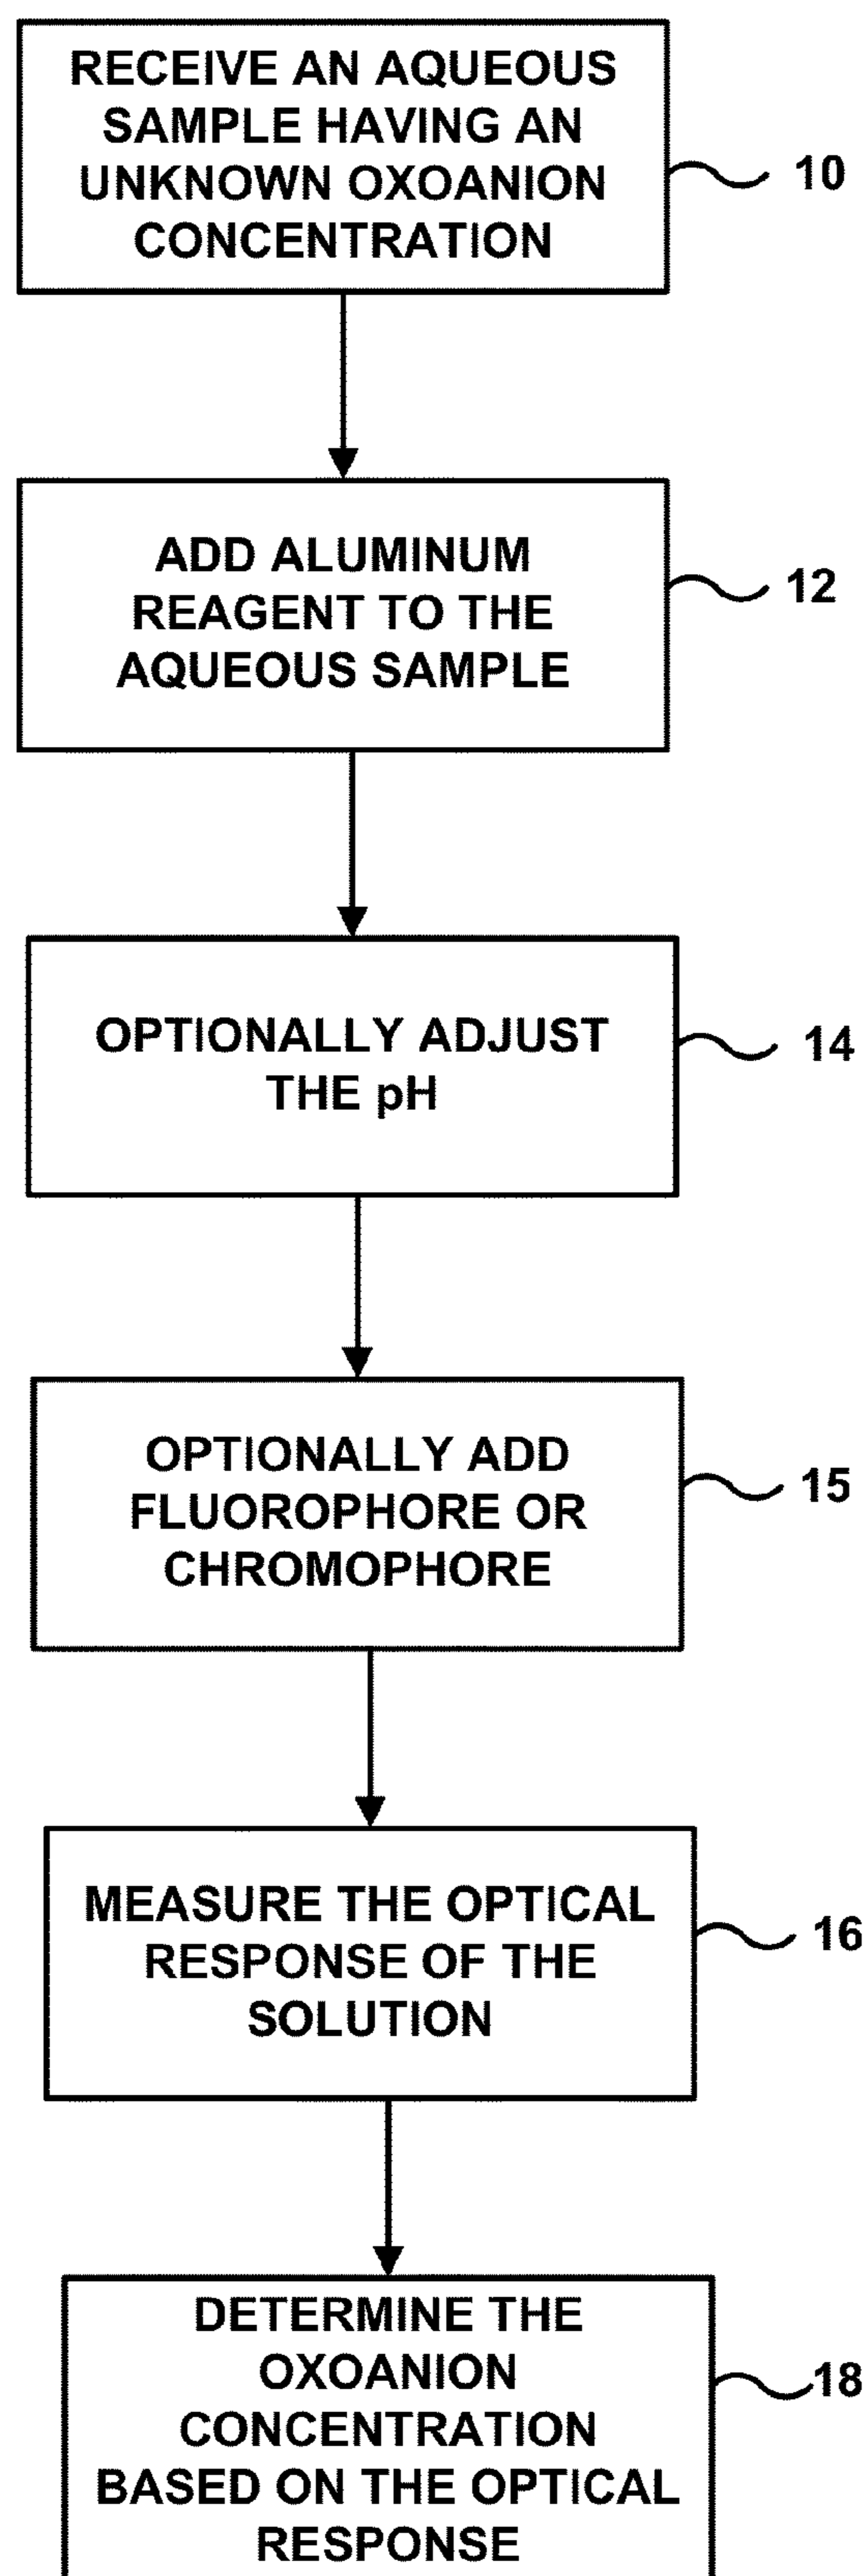 RECEIVE AN AQUEOUS
SAMPLE HAVING AN
UNKNOWN OXOANION
CONCENTRATION
10
ADD ALUMINUM
REAGENT TO THE
AQUEOUS SAMPLE
12
OPTIONALLY ADJUST
THE pH
14
OPTIONALLY ADD
FLUOROPHORE OR
CHROMOPHORE
15
MEASURE THE OPTICAL
RESPONSE OF THE
SOLUTION
16
DETERMINE THE
OXOANION
CONCENTRATION
BASED ON THE OPTICAL
RESPONSE
18